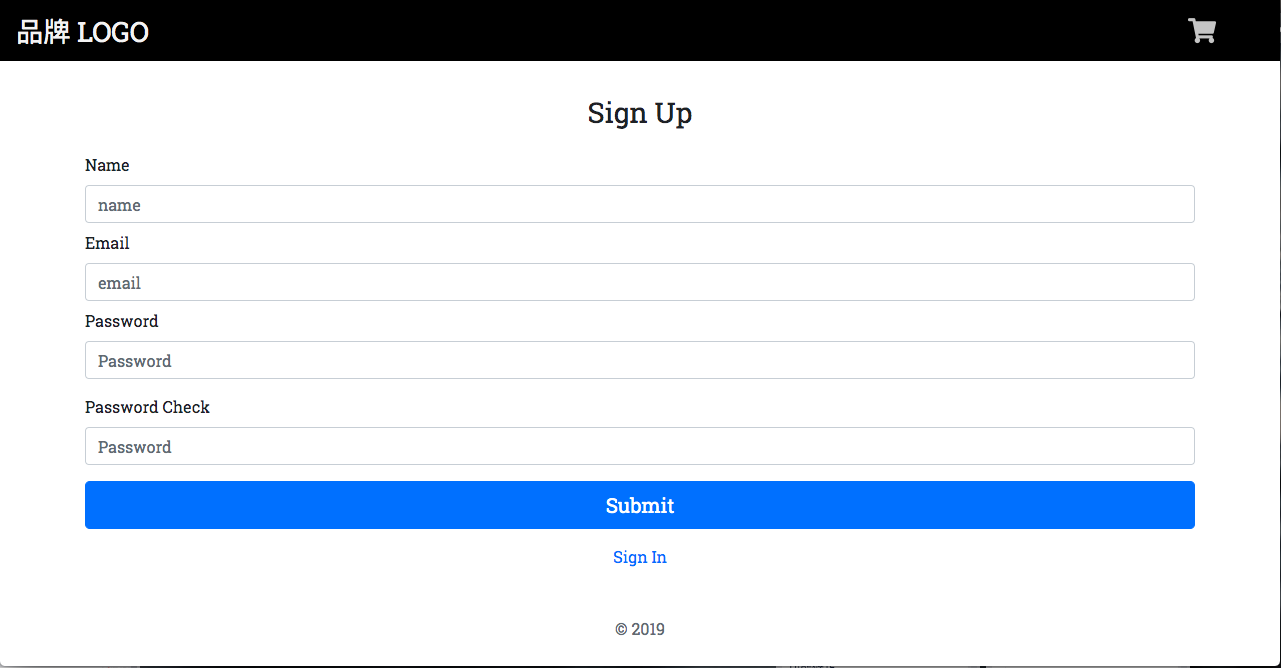 品牌 LOGO
Sign Up
Name
name
Email
email
Password
Password
Password Check
Password
Submit
Sign In
© 2019